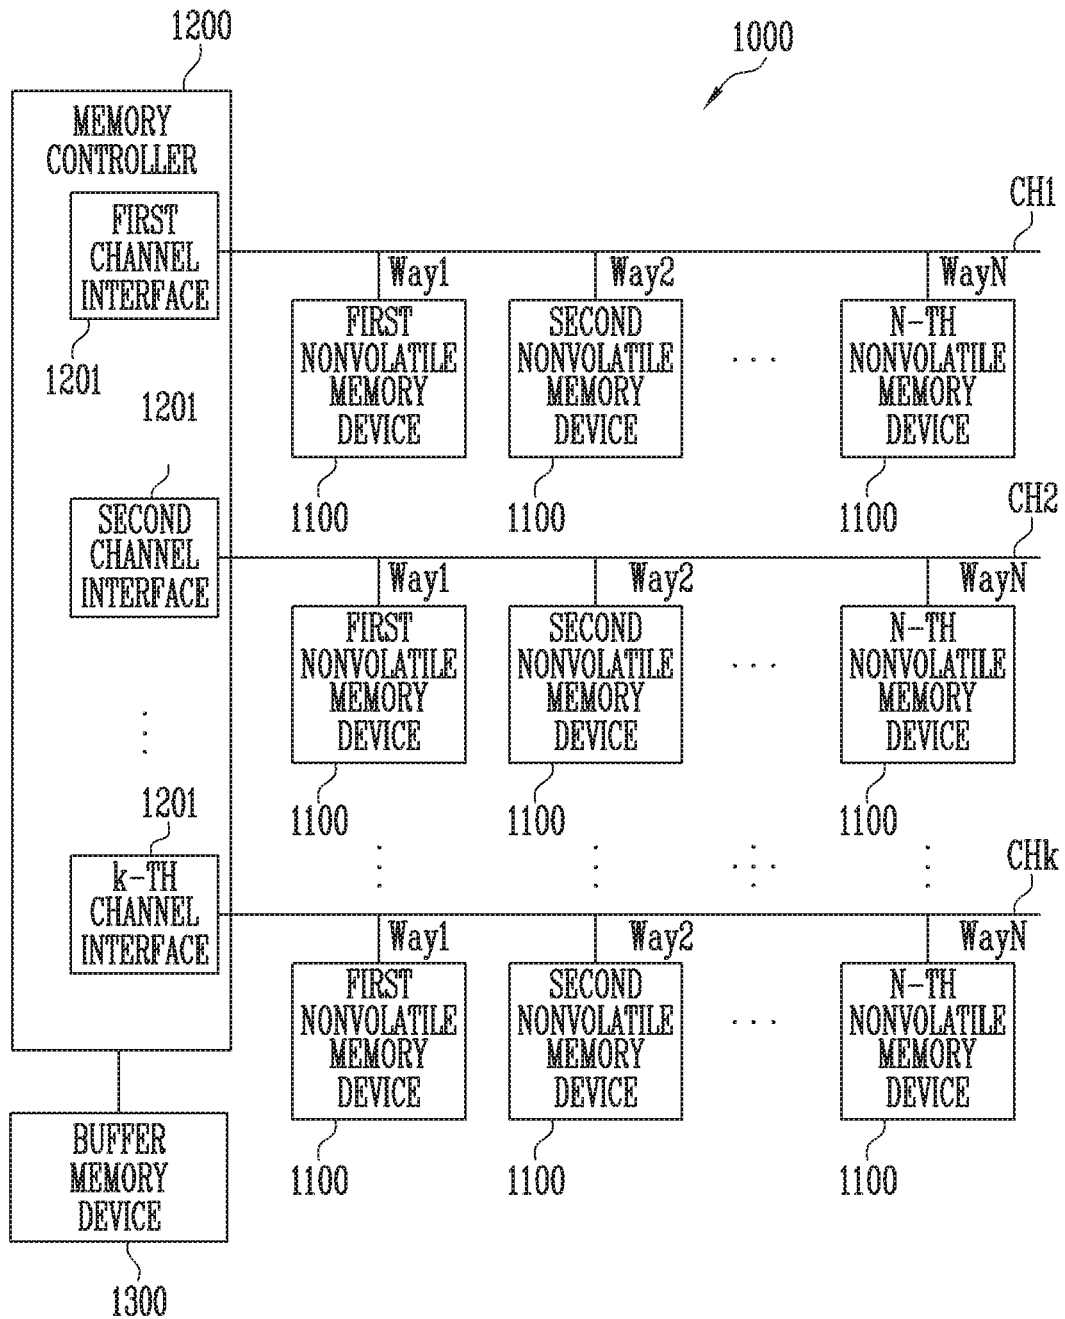 1200
1000
MEMORY
CONTROLLER
FIRST
CHANNEL
INTERFACE
1201
CH1
Way1
Way2
WayN
FIRST
NONVOLATILE
MEMORY
DEVICE
1100
SECOND
NONVOLATILE
MEMORY
DEVICE
1100
. . .
N-TH
NONVOLATILE
MEMORY
DEVICE
1100
1201
SECOND
CHANNEL
INTERFACE
CH2
Way1
Way2
WayN
FIRST
NONVOLATILE
MEMORY
DEVICE
1100
SECOND
NONVOLATILE
MEMORY
DEVICE
1100
. . .
N-TH
NONVOLATILE
MEMORY
DEVICE
1100
1201
k-TH
CHANNEL
INTERFACE
CHk
Way1
Way2
WayN
FIRST
NONVOLATILE
MEMORY
DEVICE
1100
SECOND
NONVOLATILE
MEMORY
DEVICE
1100
. . .
N-TH
NONVOLATILE
MEMORY
DEVICE
1100
BUFFER
MEMORY
DEVICE
1300